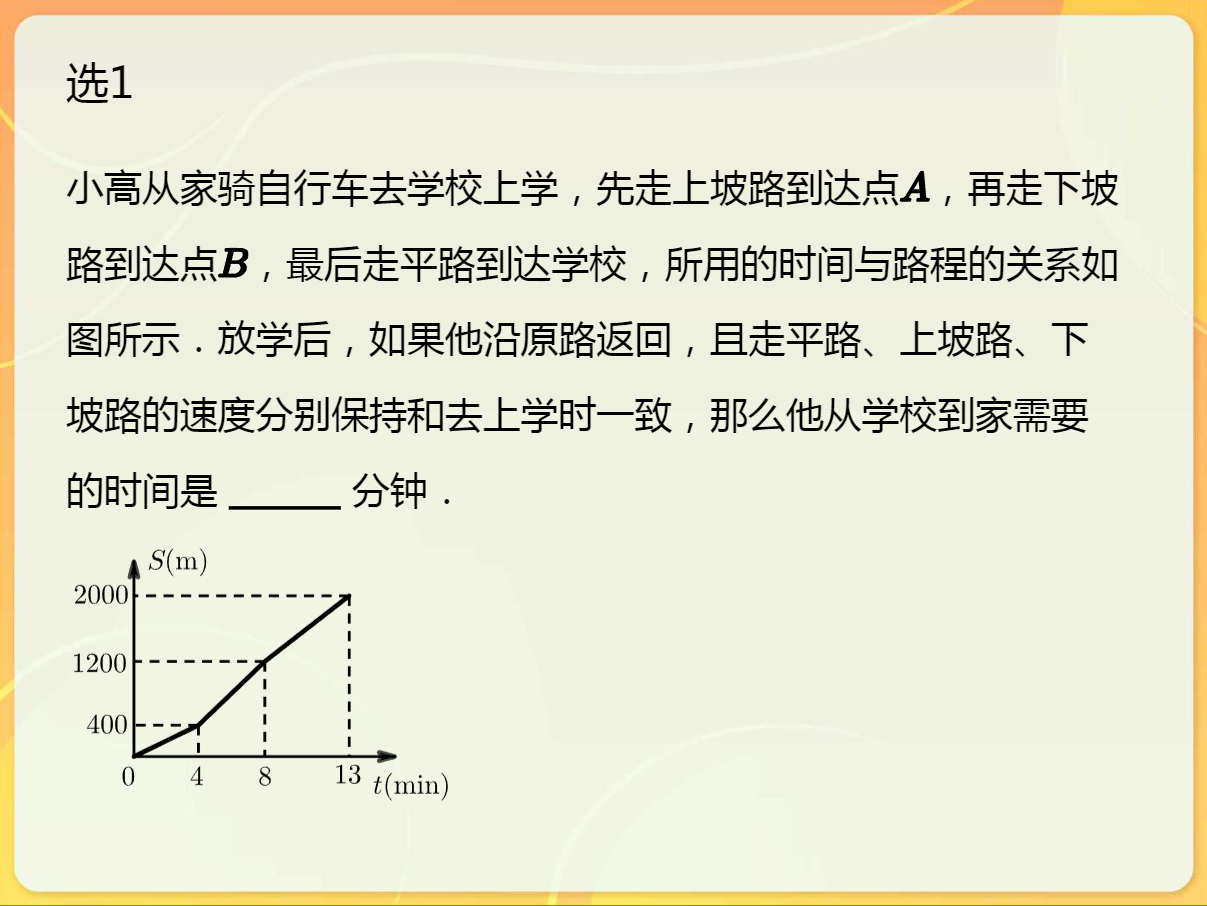 选1
小高从家骑自行车去学校上学，先走上坡路到达点A，再走下坡
路到达点B，最后走平路到达学校，所用的时间与路程的关系如
图所示．放学后，如果他沿原路返回，且走平路、上坡路、下
坡路的速度分别保持和去上学时一致，那么他从学校到家需要
的时间是 ______ 分钟．
S(m)
2000
1200
400
0 4 8 13 t(min)